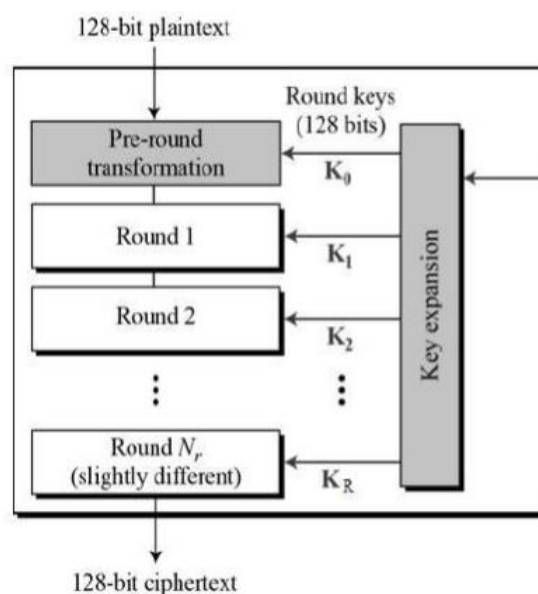 128-bit plaintext
Round keys
(128 bits)
Pre-round
transformation
K₀
Round 1
K₁
Round 2
K₂
Key expansion
Round Nᵣ
(slightly different)
K_R
128-bit ciphertext